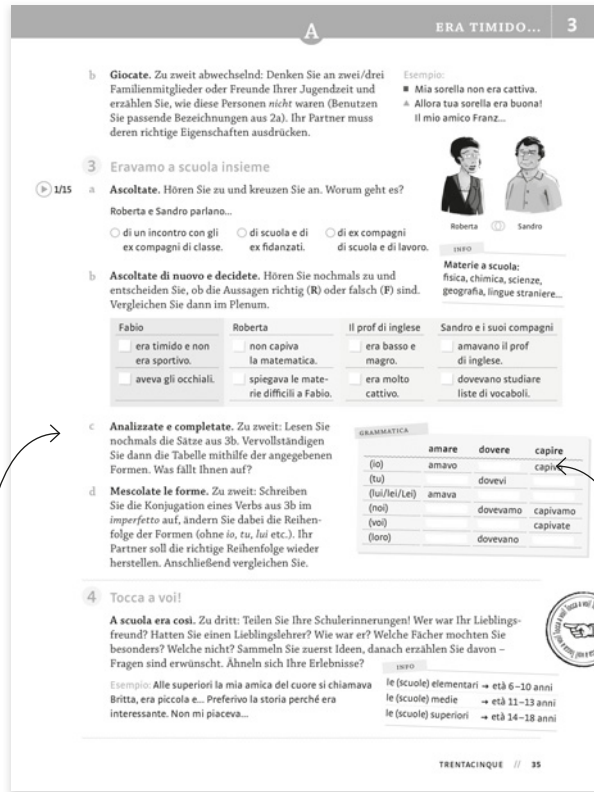 A
ERA TIMIDO... 3
b Giocate. Zu zweit abwechselnd: Denken Sie an zwei/drei
Familienmitglieder oder Freunde Ihrer Jugendzeit und
erzählen Sie, wie diese Personen nicht waren (Benutzen
Sie passende Bezeichnungen aus 2a). Ihr Partner muss
deren richtige Eigenschaften ausdrücken.
Esempio:
■ Mia sorella non era cattiva.
▲ Allora tua sorella era buona!
Il mio amico Franz...
3 Eravamo a scuola insieme
1/15 a Ascoltate. Hören Sie zu und kreuzen Sie an. Worum geht es?
Roberta e Sandro parlano...
di un incontro con gli
ex compagni di classe.
di scuola e di
ex fidanzati.
di ex compagni
di scuola e di lavoro.
Roberta Sandro
INFO
Materie a scuola:
fisica, chimica, scienze,
geografia, lingue straniere...
b Ascoltate di nuovo e decidete. Hören Sie nochmals zu und
entscheiden Sie, ob die Aussagen richtig (R) oder falsch (F) sind.
Vergleichen Sie dann im Plenum.
Fabio
era timido e non
era sportivo.
aveva gli occhiali.
Roberta
non capiva
la matematica.
spiegava le mate-
rie difficili a Fabio.
Il prof di inglese
era basso e
magro.
era molto
cattivo.
Sandro e i suoi compagni
amavano il prof
di inglese.
dovevano studiare
liste di vocaboli.
c Analizzate e completate. Zu zweit: Lesen Sie
nochmals die Sätze aus 3b. Vervollständigen
Sie dann die Tabelle mithilfe der angegebenen
Formen. Was fällt Ihnen auf?
d Mescolate le forme. Zu zweit: Schreiben
Sie die Konjugation eines Verbs aus 3b im
imperfetto auf, ändern Sie dabei die Reihen-
folge der Formen (ohne io, tu, lui etc.). Ihr
Partner soll die richtige Reihenfolge wieder
herstellen. Anschließend vergleichen Sie.
GRAMMATICA
amare dovere capire
(io) amavo
(tu) dovevi
(lui/lei/Lei) amava
(noi) dovevamo capivamo
(voi) capivate
(loro) dovevano
4 Tocca a voi!
A scuola era così. Zu dritt: Teilen Sie Ihre Schulerinnerungen! Wer war Ihr Lieblings-
freund? Hatten Sie einen Lieblingslehrer? Wie war er? Welche Fächer mochten Sie
besonders? Welche nicht? Sammeln Sie zuerst Ideen, danach erzählen Sie davon –
Fragen sind erwünscht. Ähneln sich Ihre Erlebnisse?
Esempio: Alle superiori la mia amica del cuore si chiamava
Britta, era piccola e... Preferivo la storia perché era
interessante. Non mi piaceva...
INFO
le (scuole) elementari → età 6–10 anni
le (scuole) medie → età 11–13 anni
le (scuole) superiori → età 14–18 anni
TRENTACINQUE // 35